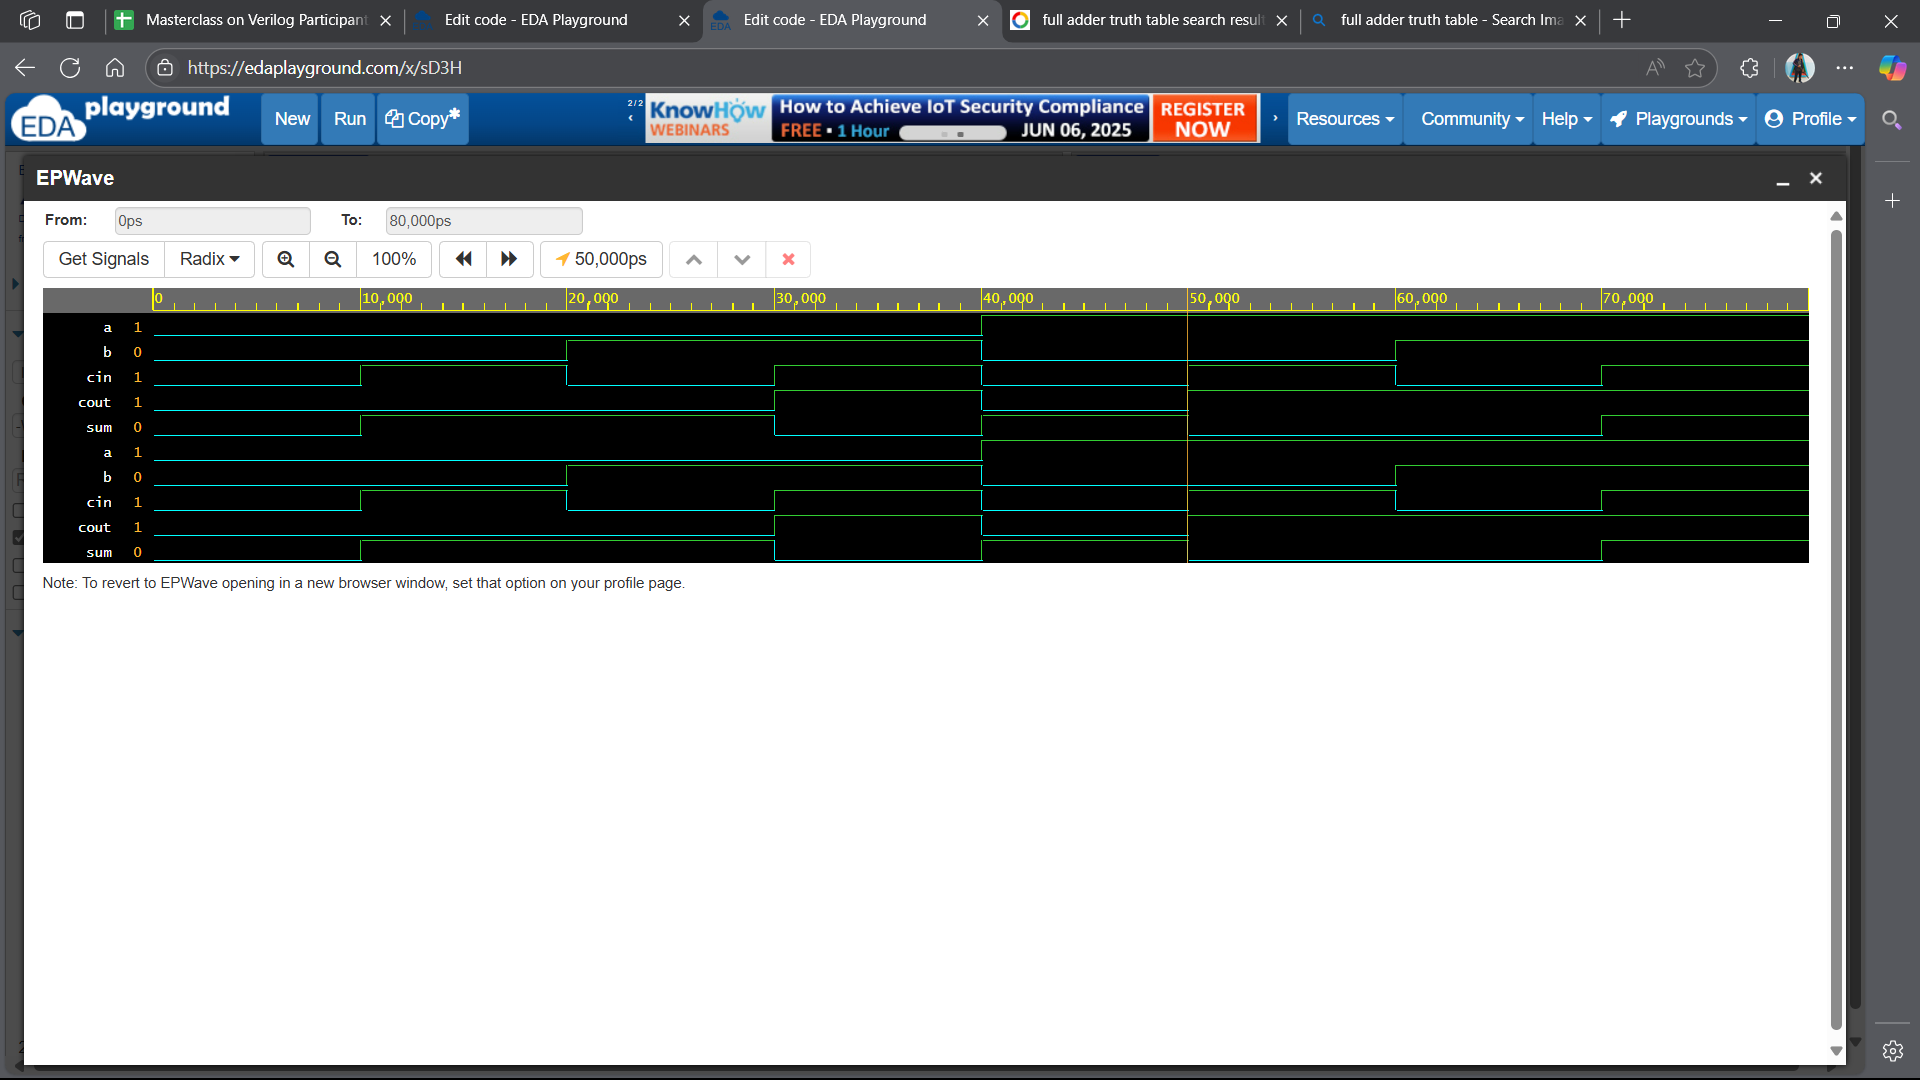 Masterclass on Verilog Participant
Edit code - EDA Playground
Edit code - EDA Playground
full adder truth table search result
full adder truth table - Search Ima
https://edaplayground.com/x/sD3H
EDA playground
New
Run
Copy*
2/2
KnowHow WEBINARS
How to Achieve IoT Security Compliance
FREE • 1 Hour
JUN 06, 2025
REGISTER NOW
Resources
Community
Help
Playgrounds
Profile
EPWave
From: 0ps To: 80,000ps
Get Signals Radix 100% 50,000ps
0 10,000 20,000 30,000 40,000 50,000 60,000 70,000
a 1
b 0
cin 1
cout 1
sum 0
a 1
b 0
cin 1
cout 1
sum 0
Note: To revert to EPWave opening in a new browser window, set that option on your profile page.